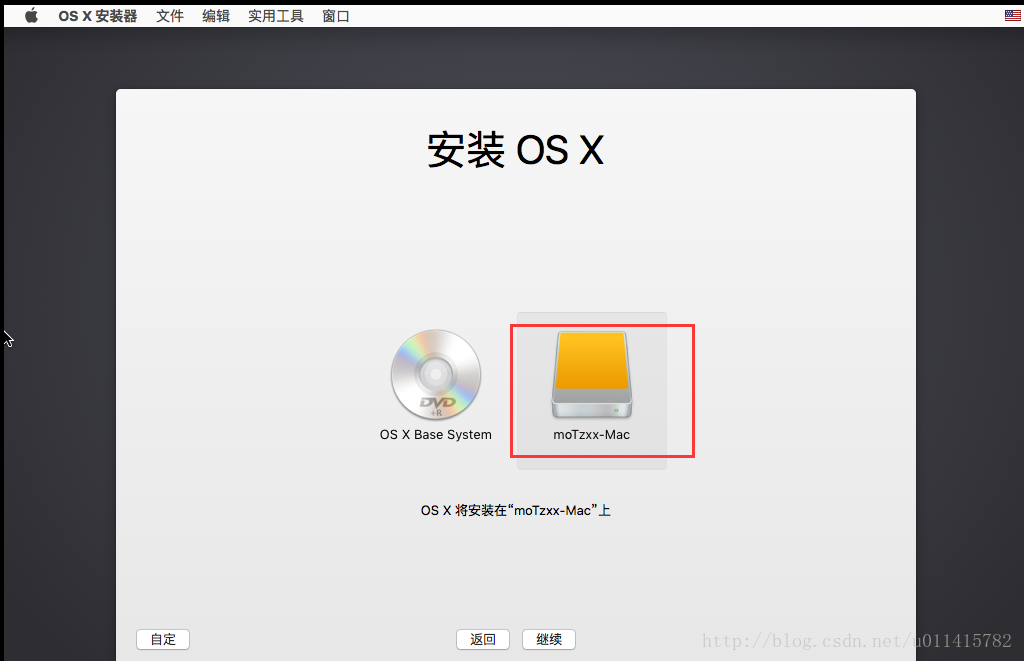 OS X 安装器 文件 编辑 实用工具 窗口
安装 OS X
DVD
+R
OS X Base System moTzxx-Mac
OS X 将安装在“moTzxx-Mac”上
自定 返回 继续
http://blog.csdn.net/u011415782